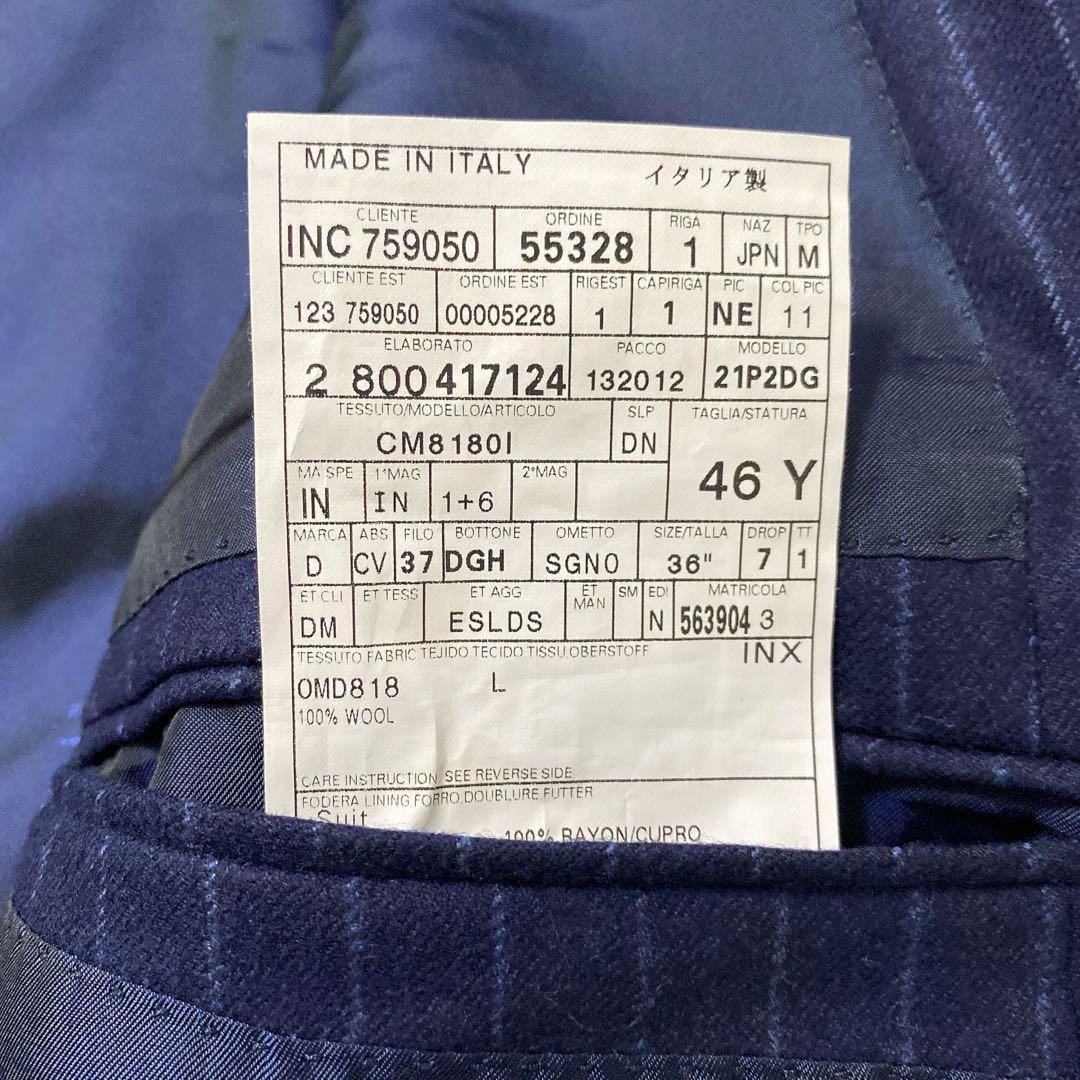 MADE IN ITALY イタリア製
CLIENTE ORDINE RIGA NAZ TPO
INC 759050 55328 1 JPN M
CLIENTE EST ORDINE EST RIGEST CAPIRIGA PIC COL PIC
123 759050 00005228 1 1 NE 11
ELABORATO PACCO MODELLO
2 800 417124 132012 21P2DG
TESSUTO/MODELLO/ARTICOLO SLP TAGLIA/STATURA
CM8180I DN 46 Y
MA SPE 1°MAG 2°MAG
IN IN 1+6
MARCA ABS FILO BOTTONE OMETTO SIZE/TALLA DROP TT
D CV 37 DGH SGNO 36" 7 1
ET CLI ET TESS ET AGG ET MAN SM EDI MATRICOLA
DM ESLDS N 563904 3
TESSUTO FABRIC TEJIDO TECIDO TISSU OBERSTOFF INX
OMD818 L
100% WOOL
CARE INSTRUCTION SEE REVERSE SIDE
FODERA LINING FORRO DOUBLURE FUTTER
Suit
100% RAYON/CUPRO